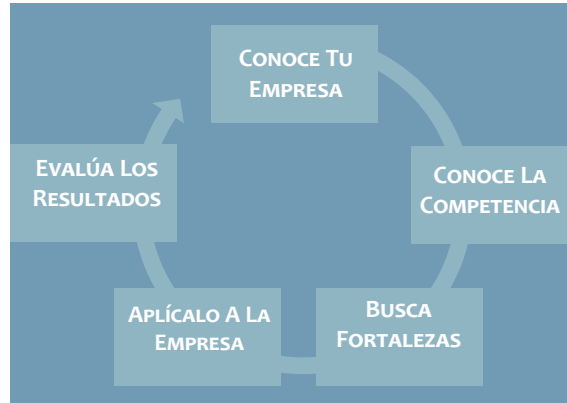 Conoce Tu
Empresa
Conoce La
Competencia
Busca
Fortalezas
Aplícalo A La
Empresa
Evalúa Los
Resultados